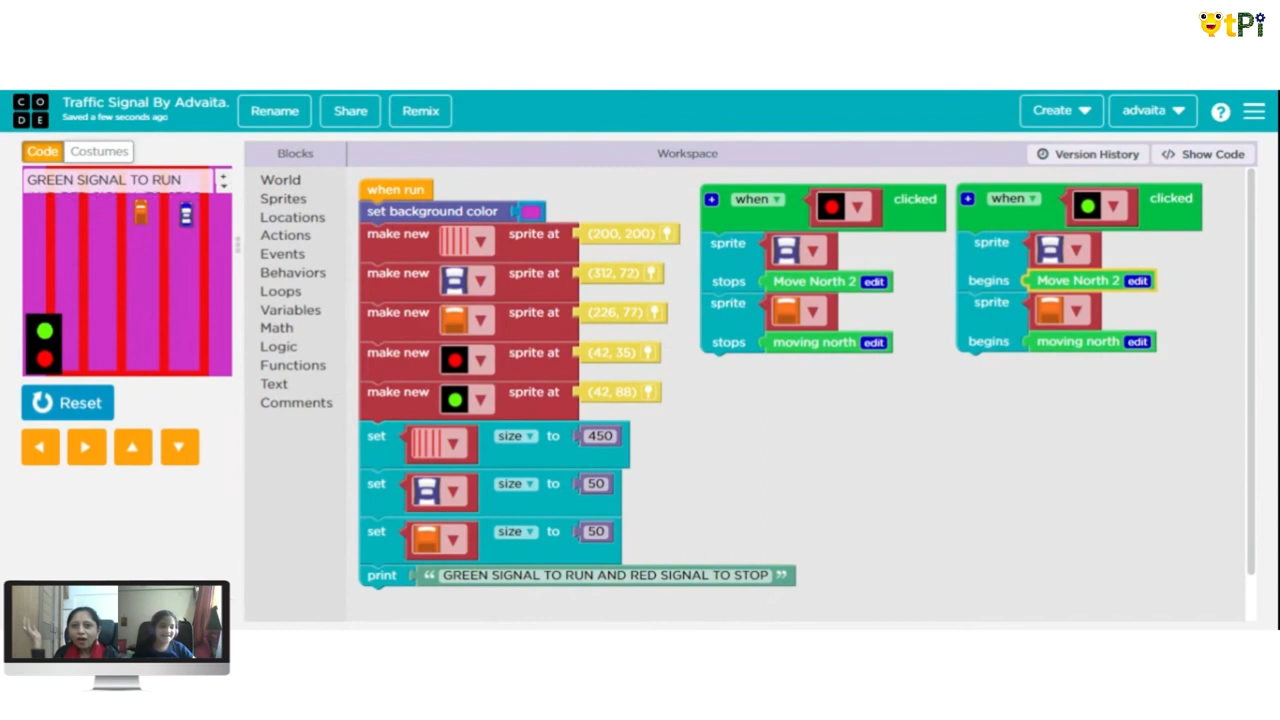 UtPi
CODE
Traffic Signal By Advaita.
Saved a few seconds ago
Rename
Share
Remix
Create
advaita
?
Code
Costumes
GREEN SIGNAL TO RUN
Reset
Blocks
Workspace
Version History
</> Show Code
World
Sprites
Locations
Actions
Events
Behaviors
Loops
Variables
Math
Logic
Functions
Text
Comments
when run
set background color
make new sprite at (200, 200)
make new sprite at (312, 72)
make new sprite at (226, 77)
make new sprite at (42, 35)
make new sprite at (42, 88)
set size to 450
set size to 50
set size to 50
print “ GREEN SIGNAL TO RUN AND RED SIGNAL TO STOP ”
+ when clicked
sprite
stops Move North 2 edit
sprite
stops moving north edit
+ when clicked
sprite
begins Move North 2 edit
sprite
begins moving north edit